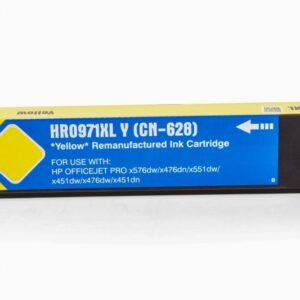 Yellow
HR0971XL Y (CN-628)
*Yellow* Remanufactured Ink Cartridge
FOR USE WITH:
HP OFFICEJET PRO x576dw/x476dn/x551dw/
x451dw/x476dw/x451dn